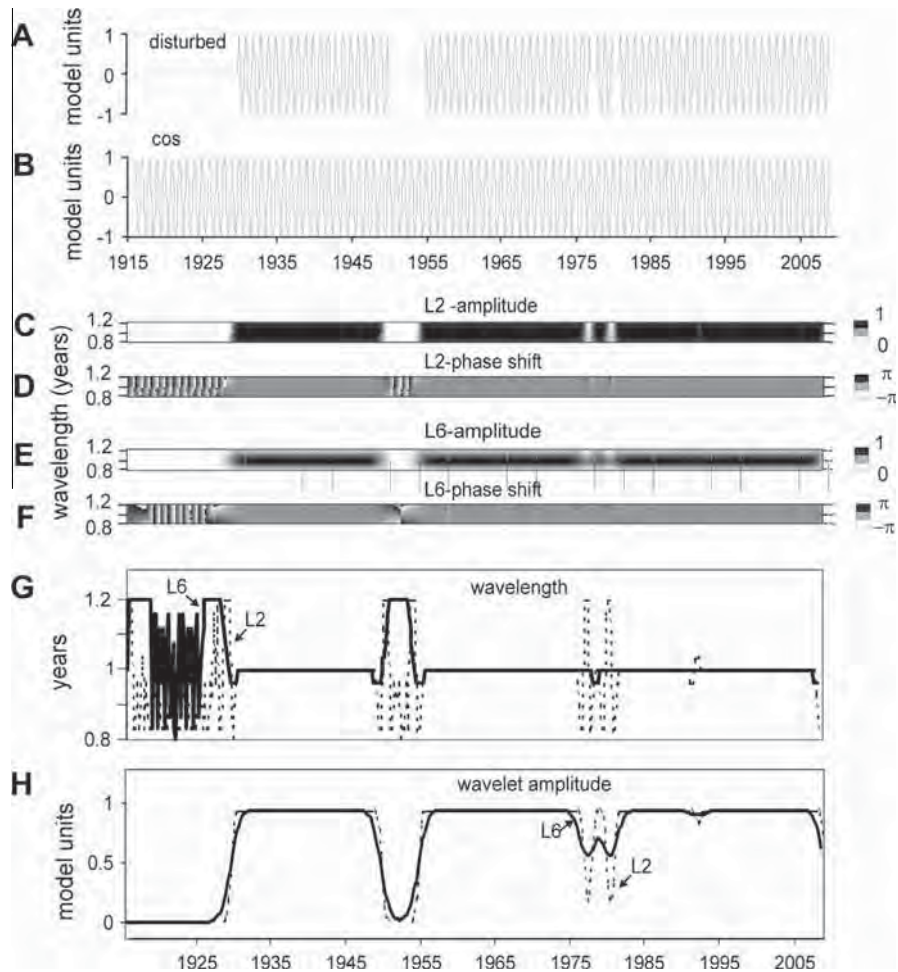 A
model units
1
0
-1
disturbed
B
model units
cos
1
0
-1
1915 1925 1935 1945 1955 1965 1975 1985 1995 2005
wavelength (years)
C
L2 -amplitude
1.2
0.8
1
0
D
L2-phase shift
1.2
0.8
π
-π
E
L6-amplitude
1.2
0.8
1
0
F
L6-phase shift
1.2
0.8
π
-π
G
wavelength
years
1.2
1
0.8
L6
L2
H
wavelet amplitude
model units
1
0.5
0
L6
L2
1925 1935 1945 1955 1965 1975 1985 1995 2005